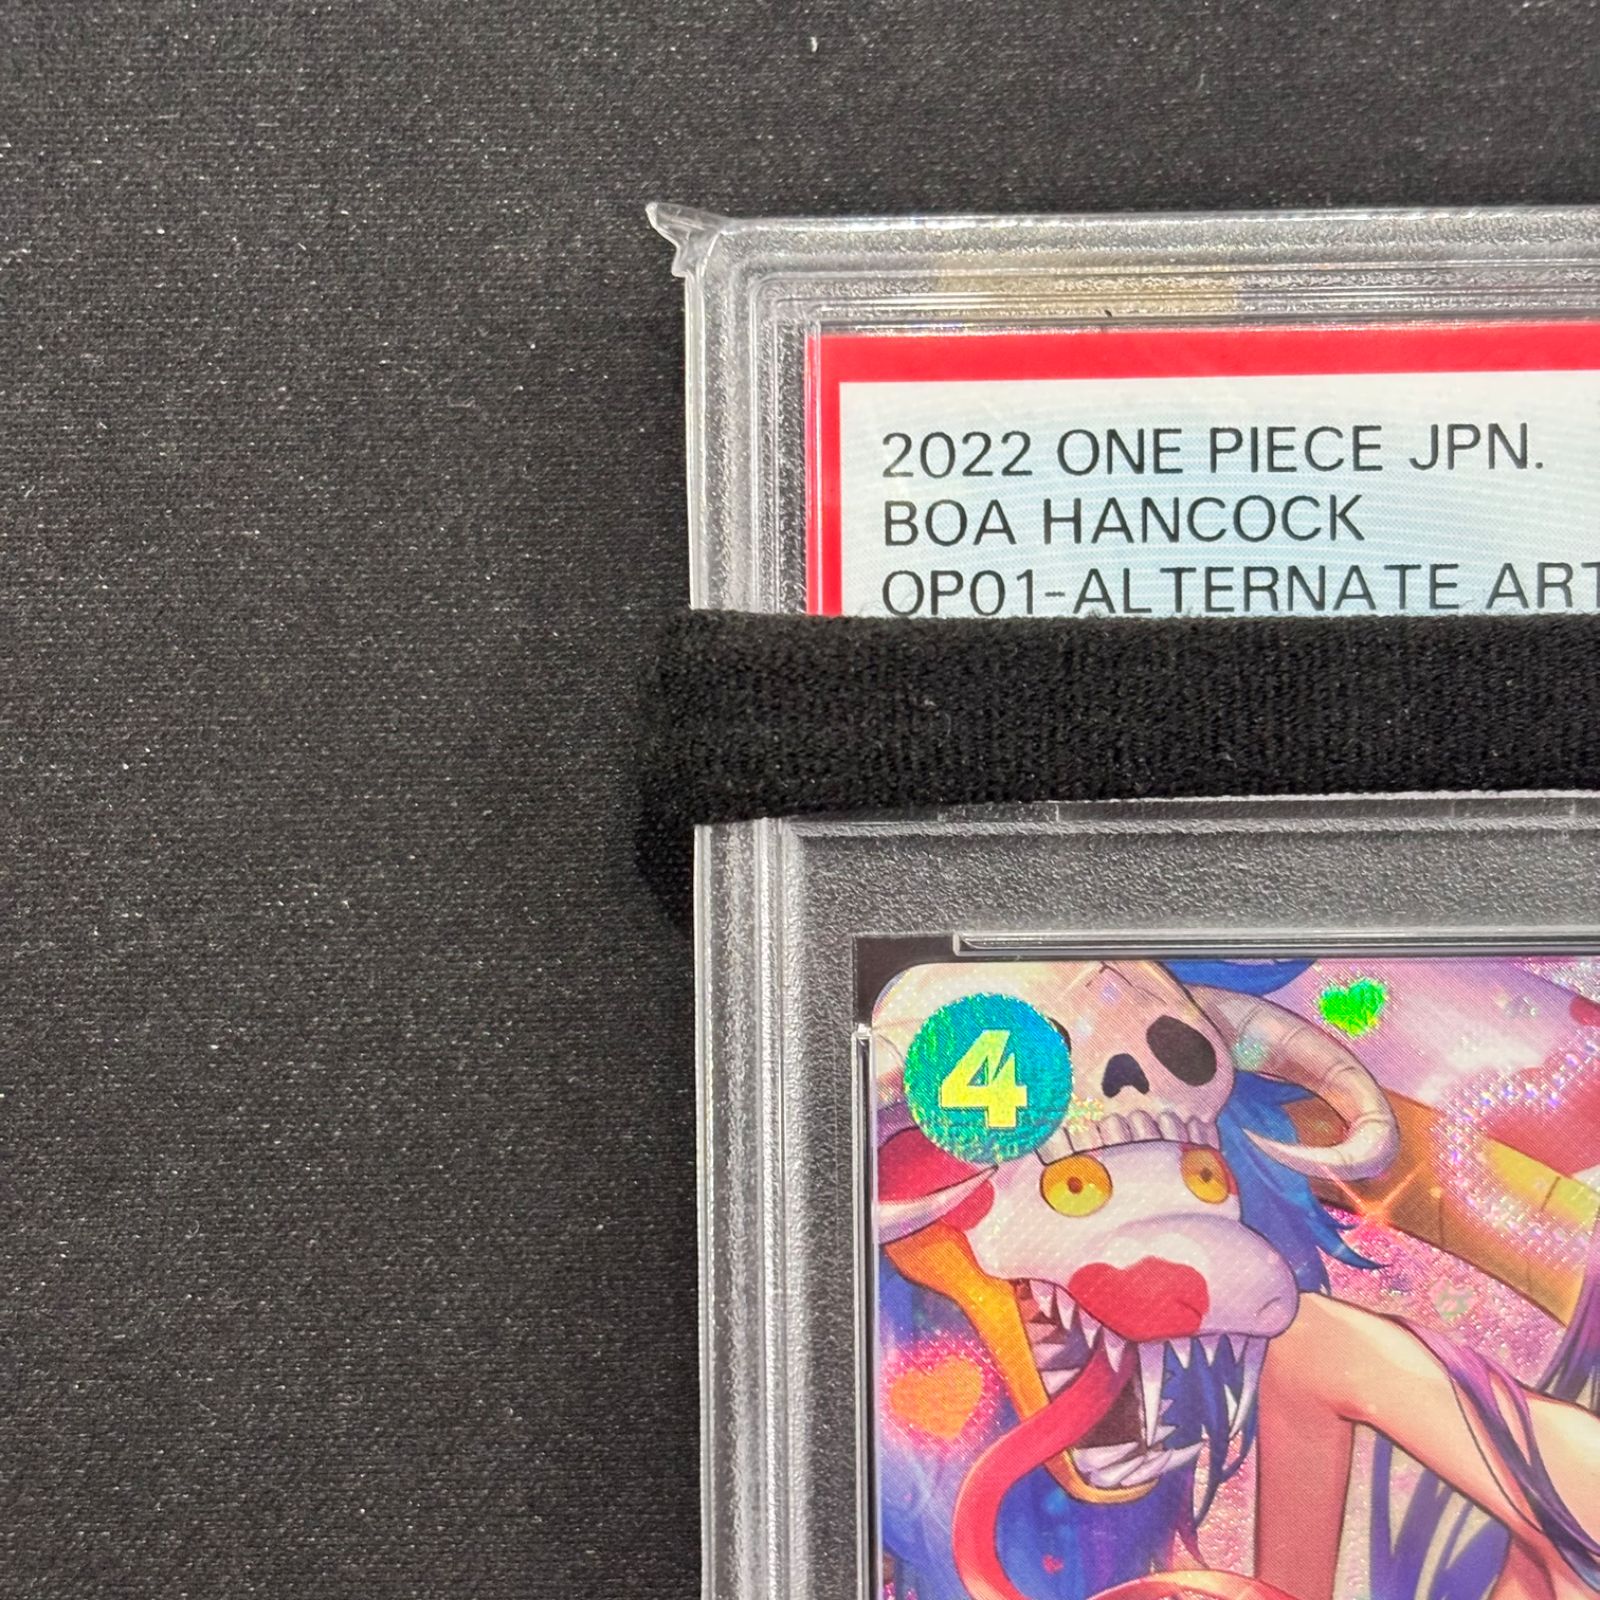 2022 ONE PIECE JPN.
BOA HANCOCK
OP01-ALTERNATE ART
4